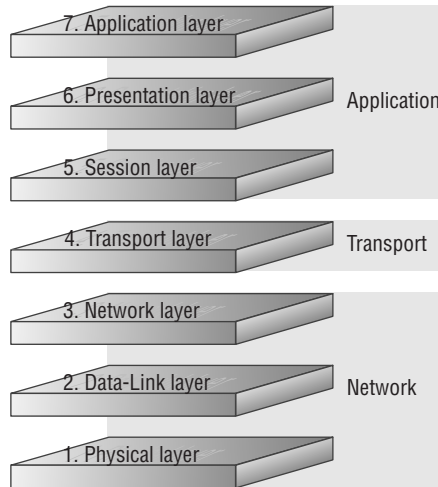 7. Application layer
6. Presentation layer
Application
5. Session layer
4. Transport layer
Transport
3. Network layer
2. Data-Link layer
Network
1. Physical layer